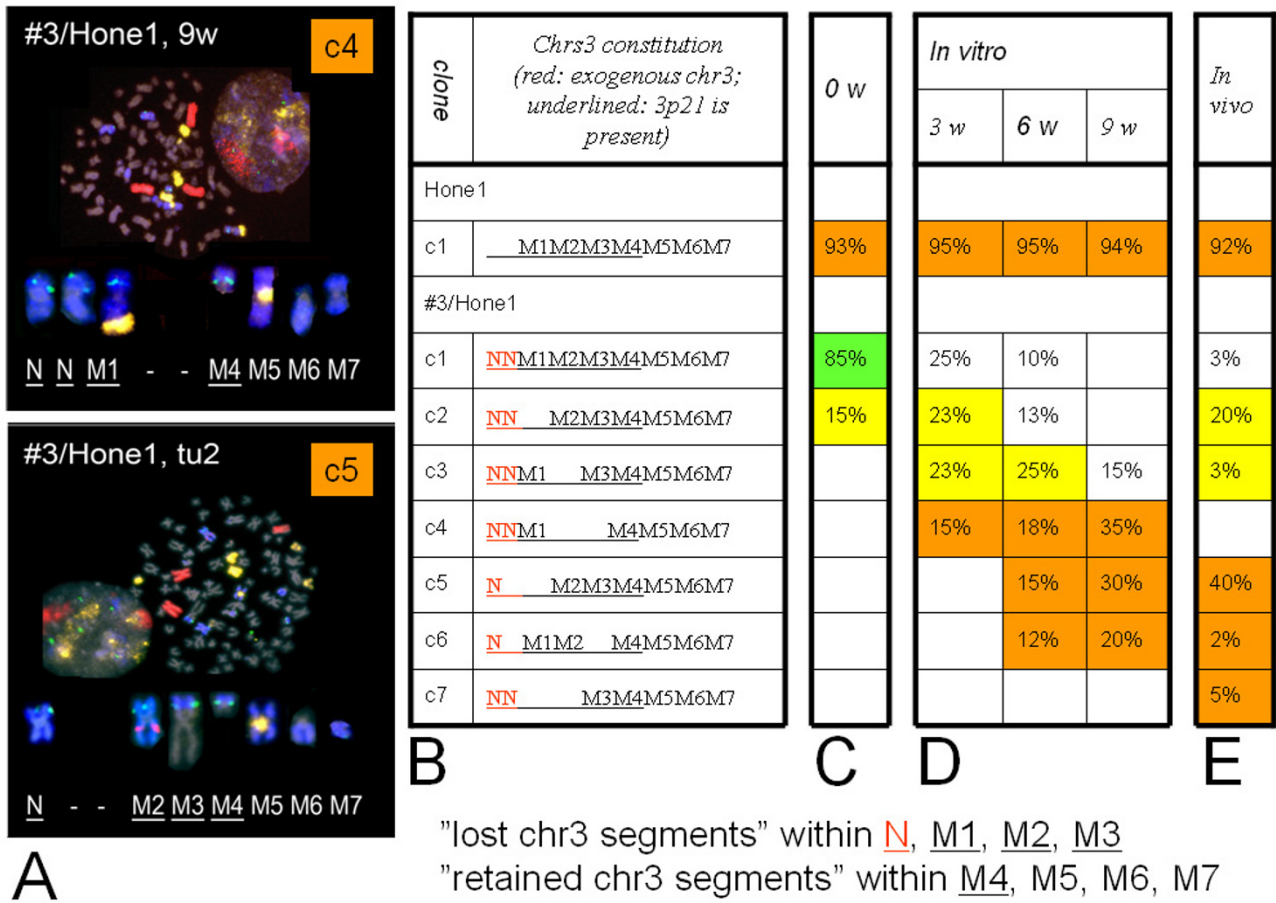 #3/Hone1, 9w
c4
N N M1 - - M4 M5 M6 M7
#3/Hone1, tu2
c5
N - - M2 M3 M4 M5 M6 M7
A
clone
Chrs3 constitution
(red: exogenous chr3;
underlined: 3p21 is
present)
0 w
In vitro
3 w 6 w 9 w
In
vivo
Hone1
c1 M1M2M3M4M5M6M7 93% 95% 95% 94% 92%
#3/Hone1
c1 NNM1M2M3M4M5M6M7 85% 25% 10% 3%
c2 NN M2M3M4M5M6M7 15% 23% 13% 20%
c3 NNM1 M3M4M5M6M7 23% 25% 15% 3%
c4 NNM1 M4M5M6M7 15% 18% 35%
c5 N M2M3M4M5M6M7 15% 30% 40%
c6 N M1M2 M4M5M6M7 12% 20% 2%
c7 NN M3M4M5M6M7 5%
B C D E
"lost chr3 segments" within N, M1, M2, M3
"retained chr3 segments" within M4, M5, M6, M7